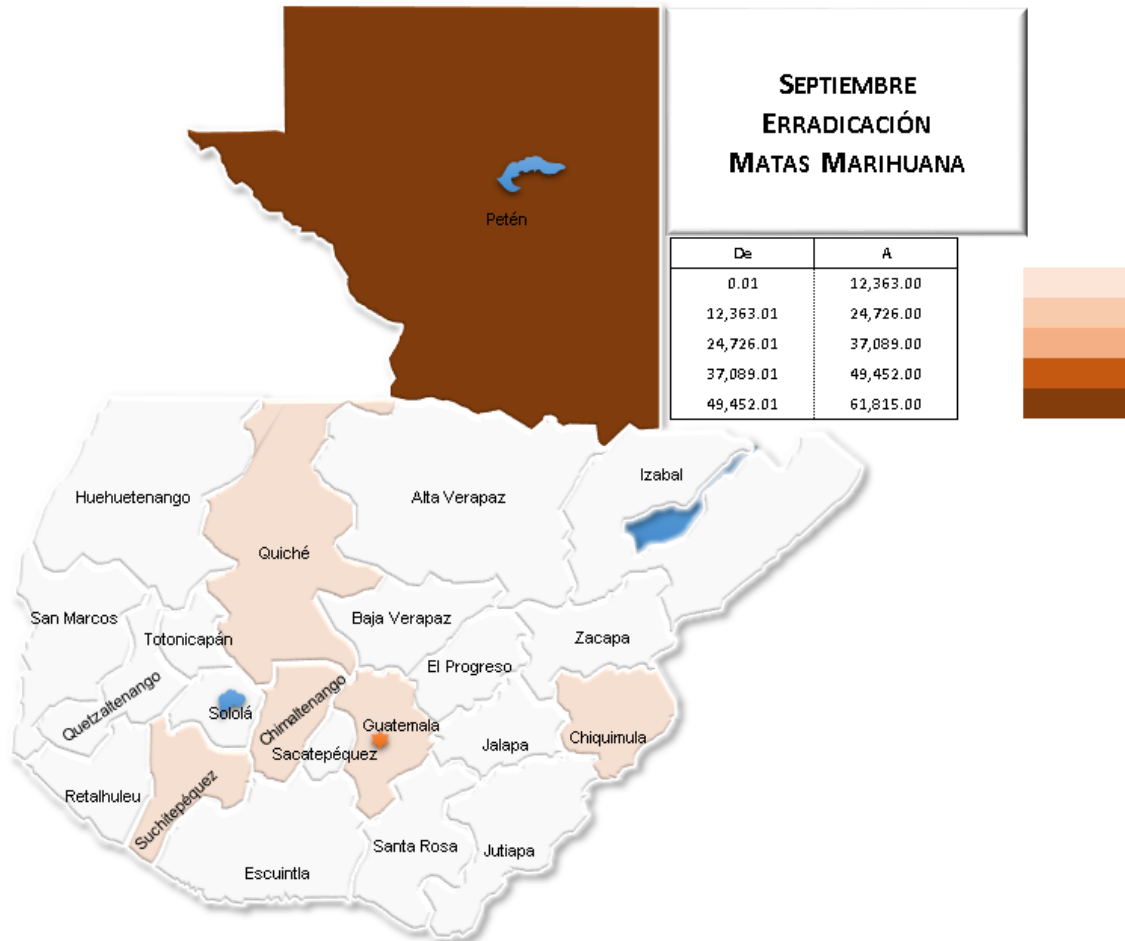 SEPTIEMBRE
ERRADICACIÓN
MATAS MARIHUANA
De A
0.01 12,363.00
12,363.01 24,726.00
24,726.01 37,089.00
37,089.01 49,452.00
49,452.01 61,815.00
Petén
Huehuetenango
Alta Verapaz
Izabal
Quiché
San Marcos
Totonicapán
Baja Verapaz
Zacapa
El Progreso
Quetzaltenango
Sololá
Chimaltenango
Guatemala
Sacatepéquez
Jalapa
Chiquimula
Retalhuleu
Suchitepéquez
Escuintla
Santa Rosa
Jutiapa